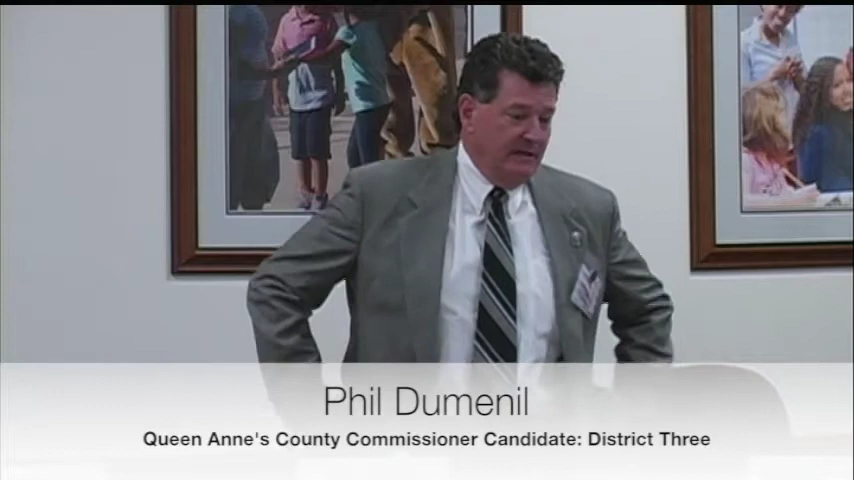 Phil Dumenil
Queen Anne's County Commissioner Candidate: District Three